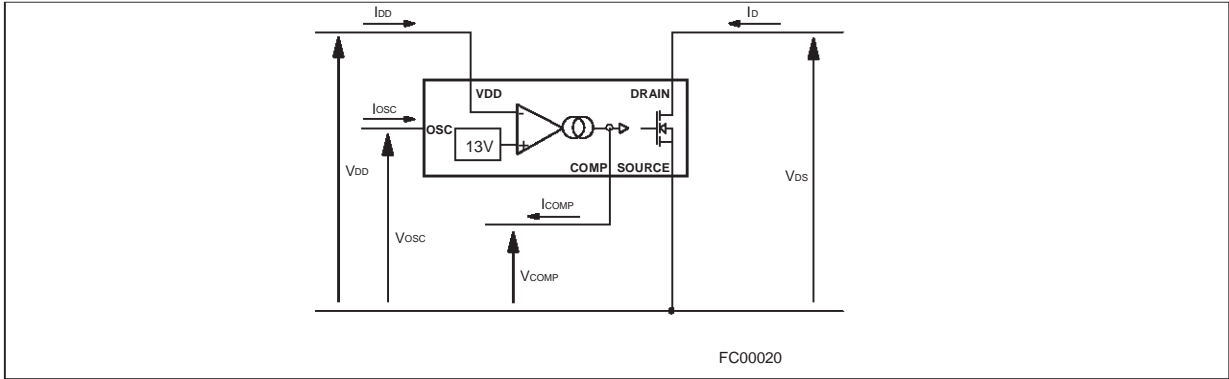 IDD
ID
VDD
DRAIN
IOSC
OSC
-
13V
+
COMP
SOURCE
VDD
VDS
ICOMP
VOSC
VCOMP
FC00020